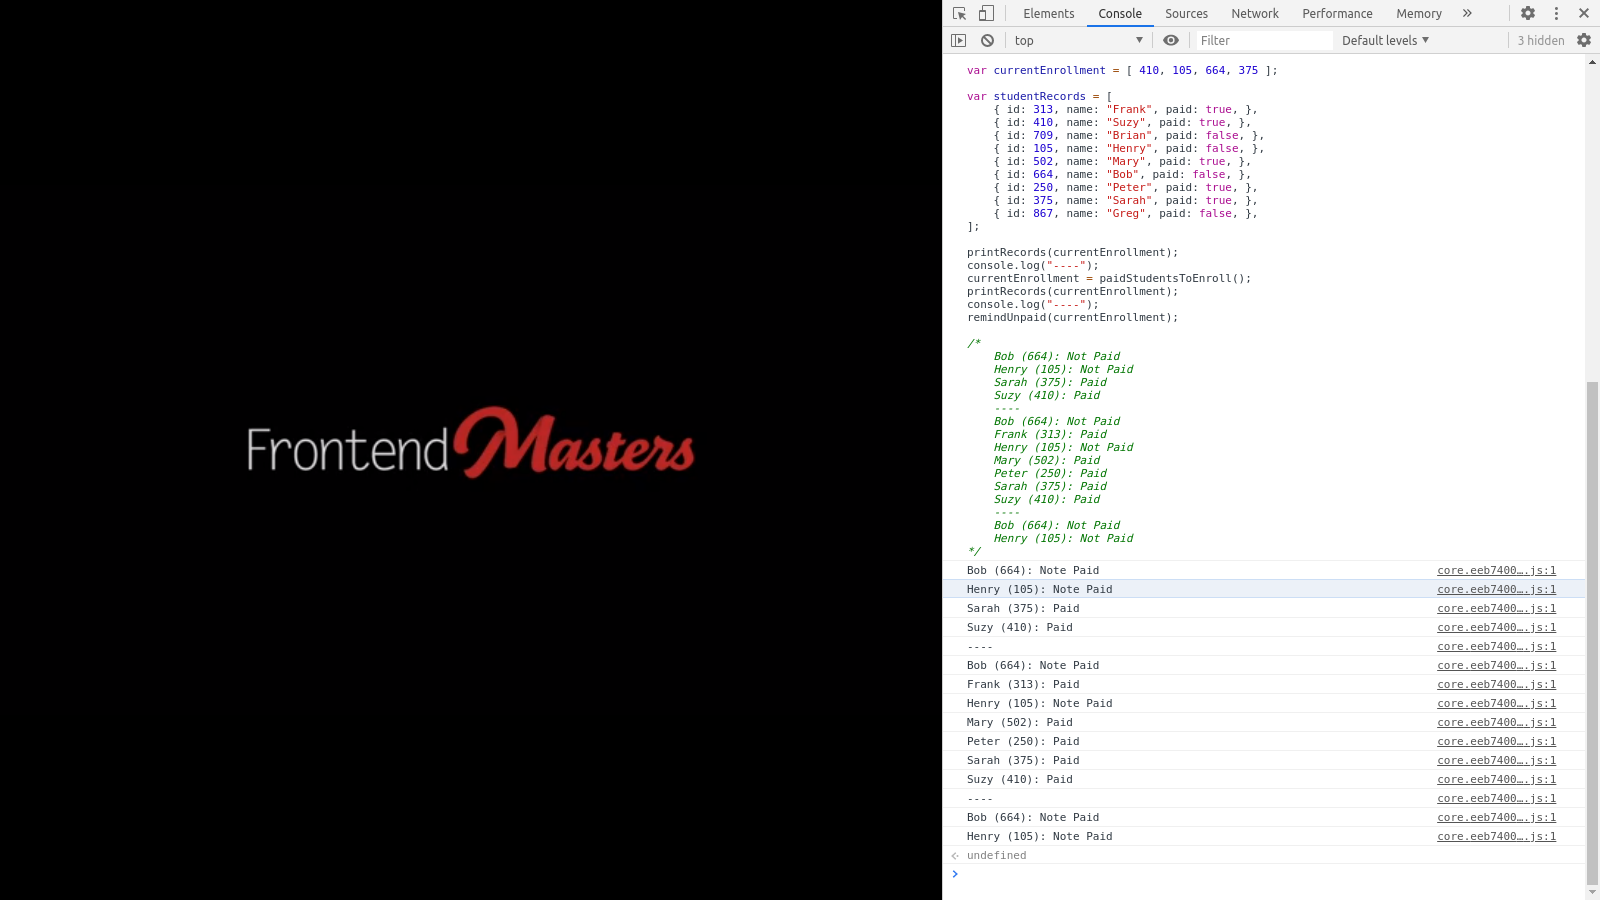 Frontend Masters
Elements Console Sources Network Performance Memory
top Filter Default levels 3 hidden
var currentEnrollment = [ 410, 105, 664, 375 ];
var studentRecords = [
{ id: 313, name: "Frank", paid: true, },
{ id: 410, name: "Suzy", paid: true, },
{ id: 709, name: "Brian", paid: false, },
{ id: 105, name: "Henry", paid: false, },
{ id: 502, name: "Mary", paid: true, },
{ id: 664, name: "Bob", paid: false, },
{ id: 250, name: "Peter", paid: true, },
{ id: 375, name: "Sarah", paid: true, },
{ id: 867, name: "Greg", paid: false, },
];
printRecords(currentEnrollment);
console.log("----");
currentEnrollment = paidStudentsToEnroll();
printRecords(currentEnrollment);
console.log("----");
remindUnpaid(currentEnrollment);
/*
Bob (664): Not Paid
Henry (105): Not Paid
Sarah (375): Paid
Suzy (410): Paid
----
Bob (664): Not Paid
Frank (313): Paid
Henry (105): Not Paid
Mary (502): Paid
Peter (250): Paid
Sarah (375): Paid
Suzy (410): Paid
----
Bob (664): Not Paid
Henry (105): Not Paid
*/
Bob (664): Note Paid core.eeb7400….js:1
Henry (105): Note Paid core.eeb7400….js:1
Sarah (375): Paid core.eeb7400….js:1
Suzy (410): Paid core.eeb7400….js:1
---- core.eeb7400….js:1
Bob (664): Note Paid core.eeb7400….js:1
Frank (313): Paid core.eeb7400….js:1
Henry (105): Note Paid core.eeb7400….js:1
Mary (502): Paid core.eeb7400….js:1
Peter (250): Paid core.eeb7400….js:1
Sarah (375): Paid core.eeb7400….js:1
Suzy (410): Paid core.eeb7400….js:1
---- core.eeb7400….js:1
Bob (664): Note Paid core.eeb7400….js:1
Henry (105): Note Paid core.eeb7400….js:1
undefined